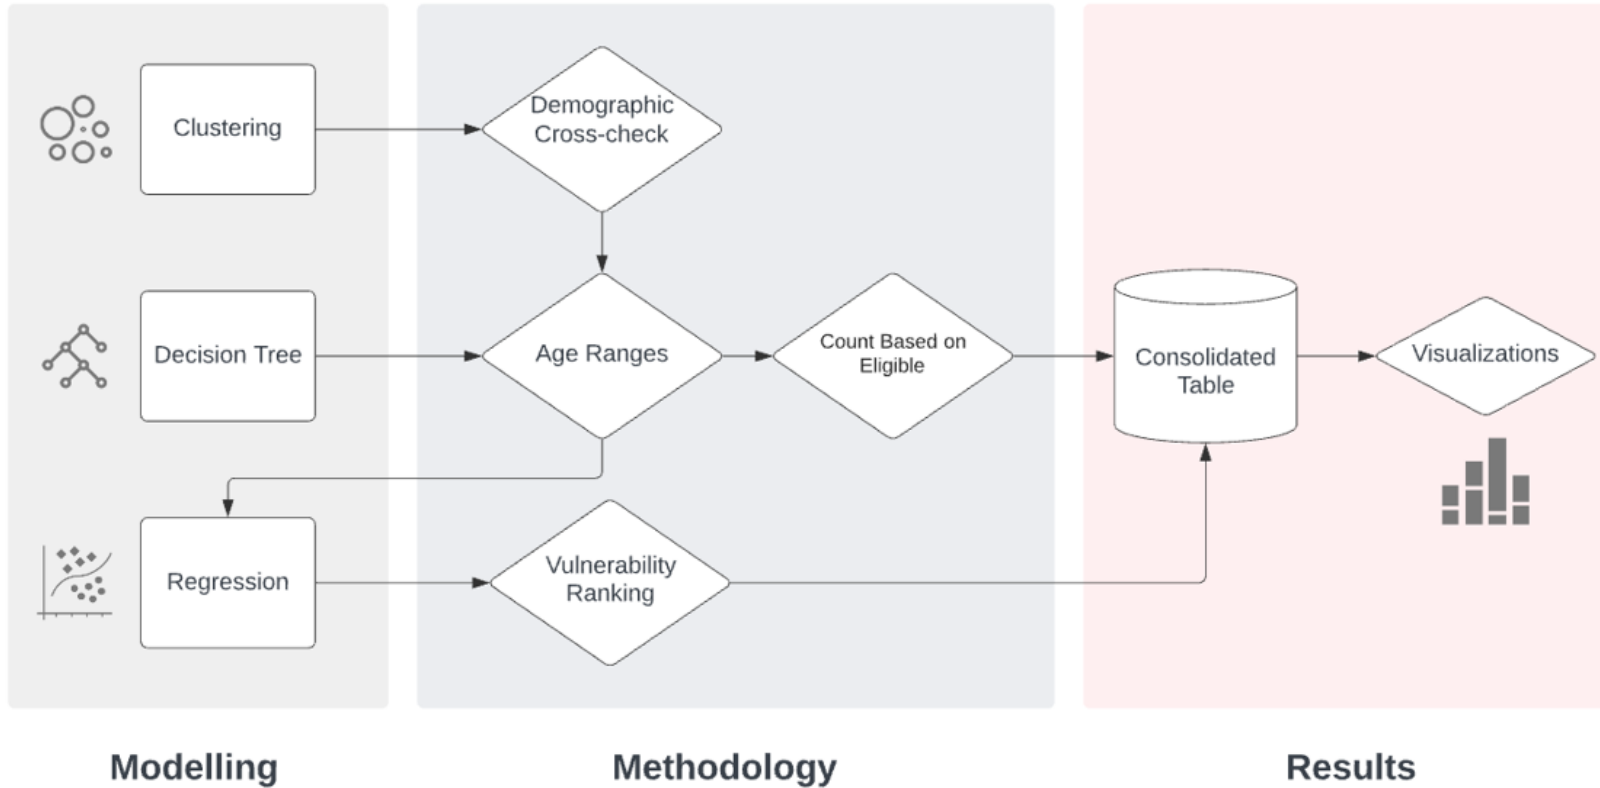 Clustering
Demographic
Cross-check
Decision Tree
Age Ranges
Count Based on
Eligible
Consolidated
Table
Visualizations
Regression
Vulnerability
Ranking
Modelling
Methodology
Results